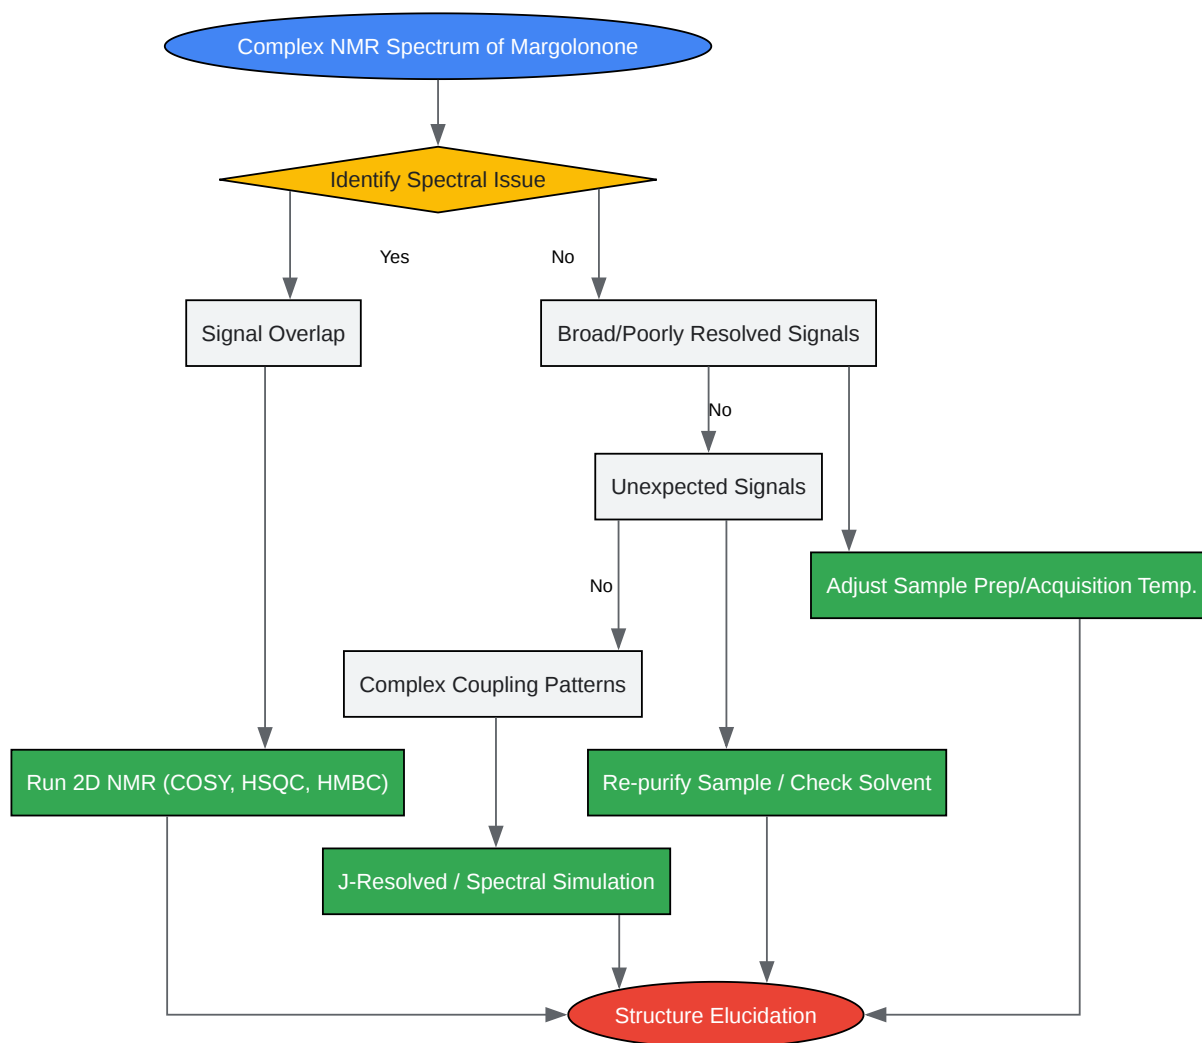 Complex NMR Spectrum of Margolonone
Identify Spectral Issue
Yes
No
Signal Overlap
Broad/Poorly Resolved Signals
No
Unexpected Signals
Adjust Sample Prep/Acquisition Temp.
No
Complex Coupling Patterns
Run 2D NMR (COSY, HSQC, HMBC)
Re-purify Sample / Check Solvent
J-Resolved / Spectral Simulation
Structure Elucidation